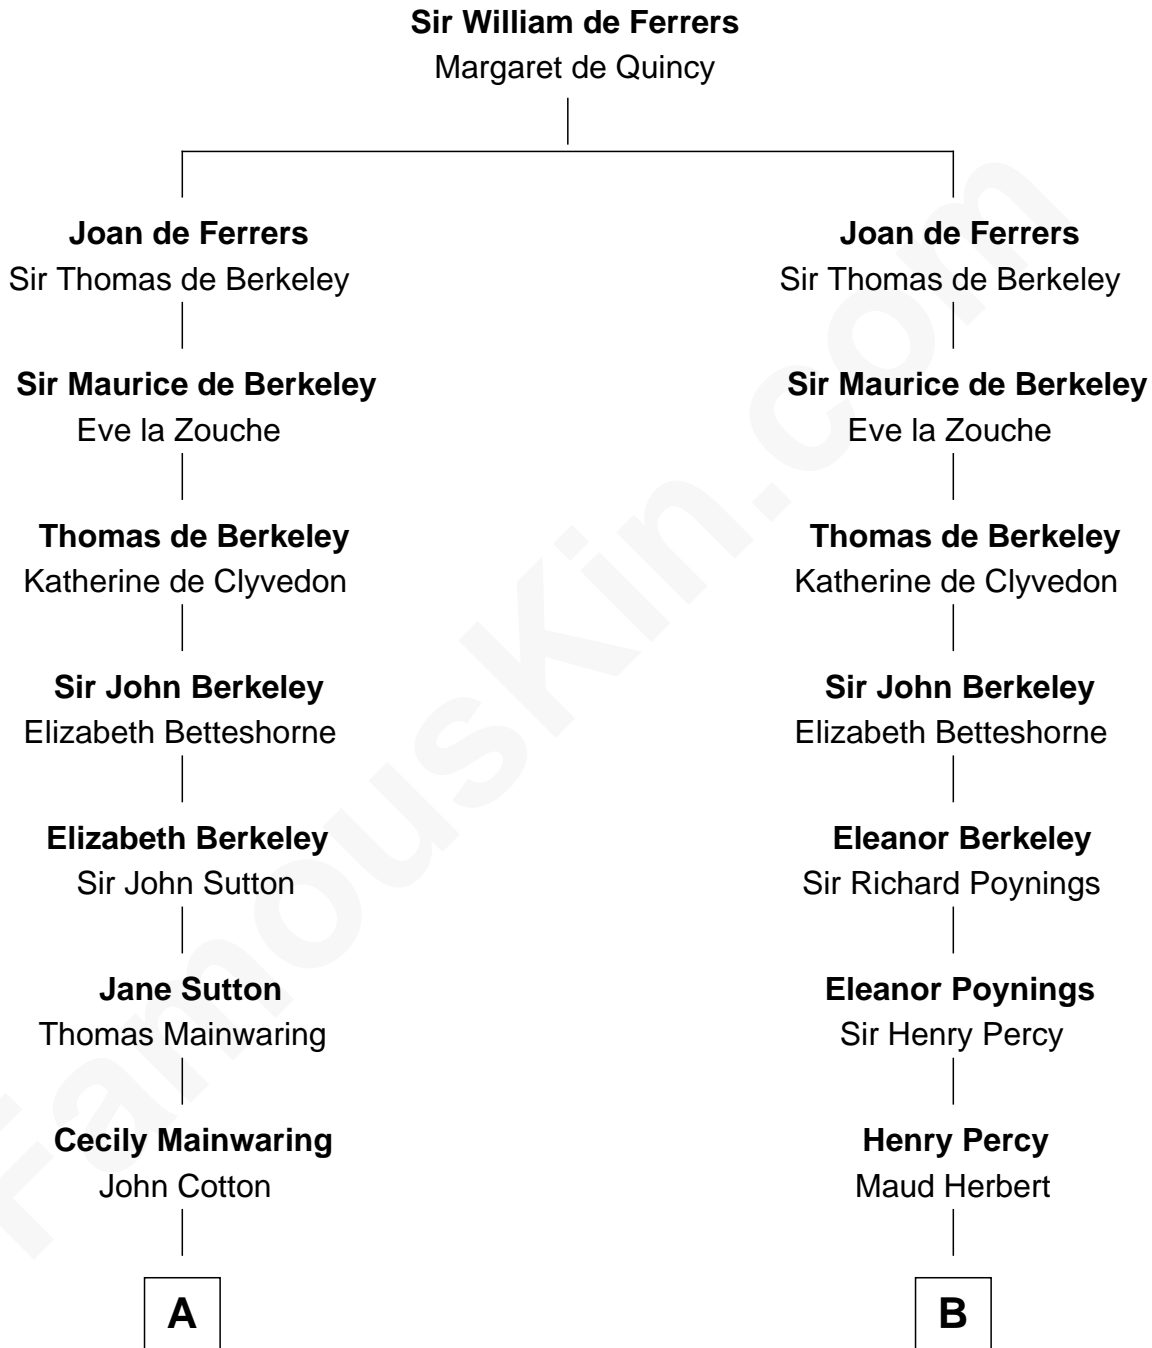 Sir William de Ferrers
Margaret de Quincy
Joan de Ferrers
Sir Thomas de Berkeley
Sir Maurice de Berkeley
Eve la Zouche
Thomas de Berkeley
Katherine de Clyvedon
Sir John Berkeley
Elizabeth Betteshorne
Elizabeth Berkeley
Sir John Sutton
Jane Sutton
Thomas Mainwaring
Cecily Mainwaring
John Cotton
A
Joan de Ferrers
Sir Thomas de Berkeley
Sir Maurice de Berkeley
Eve la Zouche
Thomas de Berkeley
Katherine de Clyvedon
Sir John Berkeley
Elizabeth Betteshorne
Eleanor Berkeley
Sir Richard Poynings
Eleanor Poynings
Sir Henry Percy
Henry Percy
Maud Herbert
B
FamousKin.com